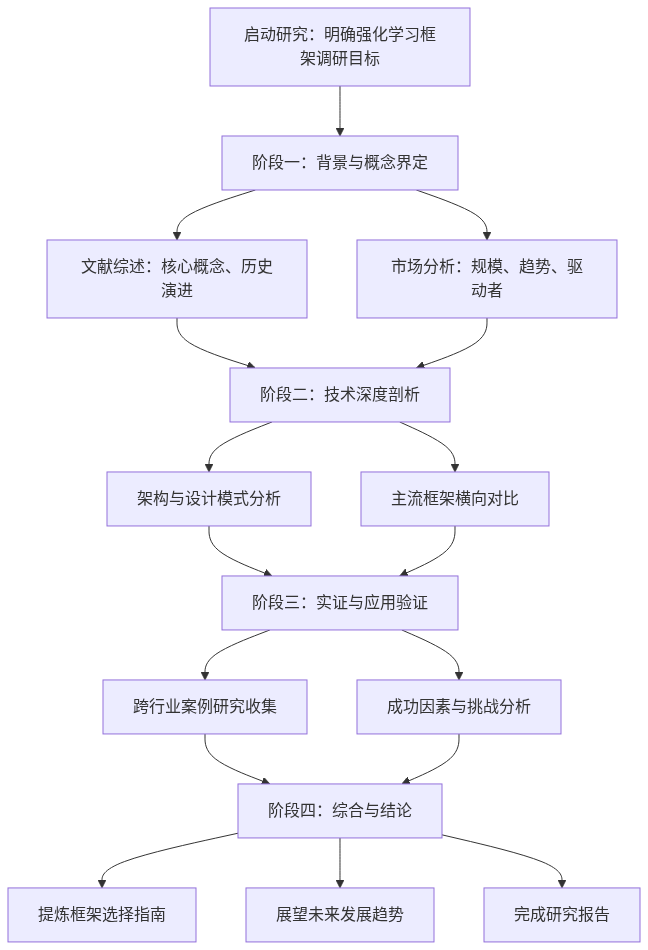 启动研究：明确强化学习框
架调研目标
阶段一：背景与概念界定
文献综述：核心概念、历史
演进
市场分析：规模、趋势、驱
动者
阶段二：技术深度剖析
架构与设计模式分析
主流框架横向对比
阶段三：实证与应用验证
跨行业案例研究收集
成功因素与挑战分析
阶段四：综合与结论
提炼框架选择指南
展望未来发展趋势
完成研究报告